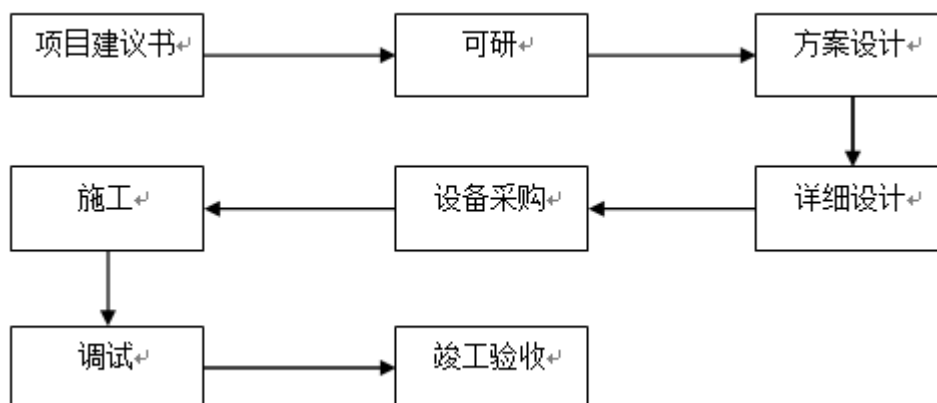 项目建议书
可研
方案设计
施工
设备采购
详细设计
调试
竣工验收